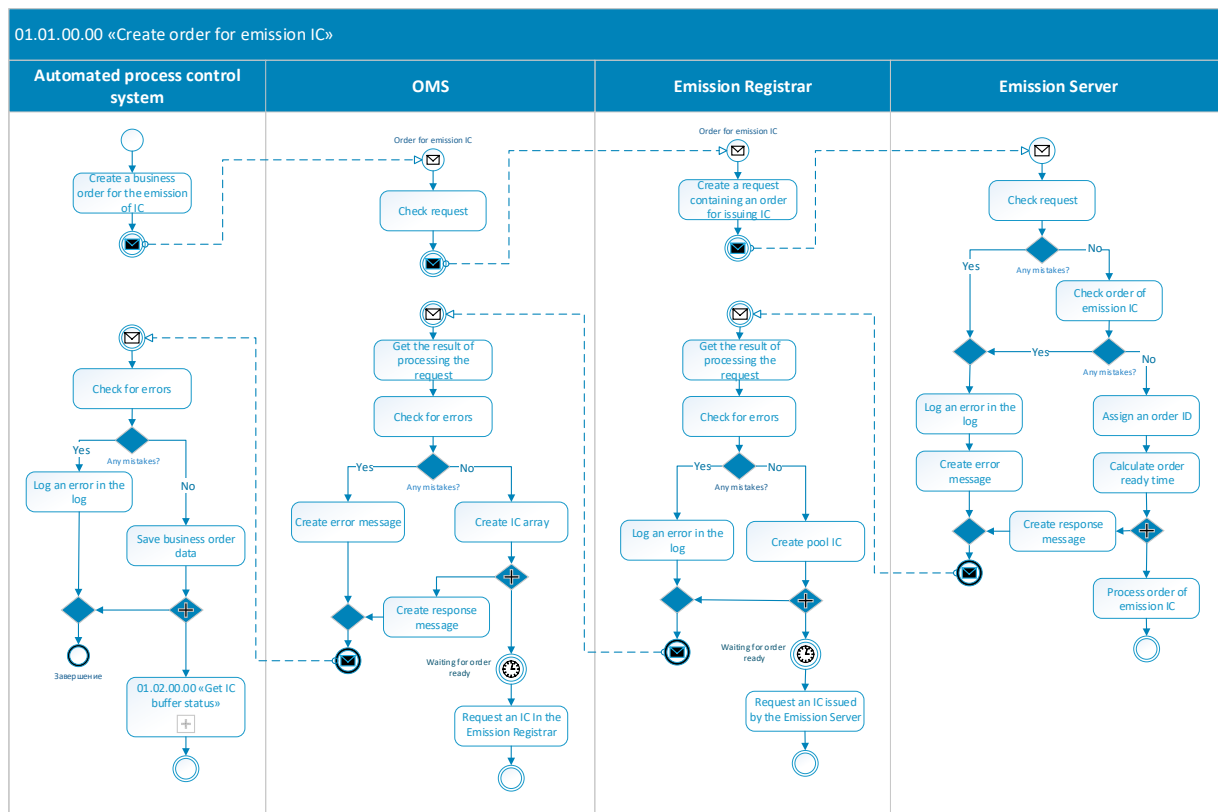 01.01.00.00 «Create order for emission IC»
Automated process control
system
OMS
Emission Registrar
Emission Server
Create a business
order for the emission
of IC
Check for errors
Any mistakes?
Yes
No
Log an error in the
log
Save business order
data
Завершение
01.02.00.00 «Get IC
buffer status»
Order for emission IC
Check request
Get the result of
processing the
request
Check for errors
Yes
No
Any mistakes?
Create error message
Create IC array
Create response
message
Waiting for order
ready
Request an IC In the
Emission Registrar
Order for emission IC
Create a request
containing an order
for issuing IC
Get the result of
processing the
request
Check for errors
Yes
No
Any mistakes?
Log an error in the
log
Create pool IC
Waiting for order
ready
Request an IC issued
by the Emission Server
Check request
No
Yes
Any mistakes?
Check order of
emission IC
Yes
No
Any mistakes?
Log an error in the
log
Assign an order ID
Create error
message
Calculate order
ready time
Create response
message
Process order of
emission IC